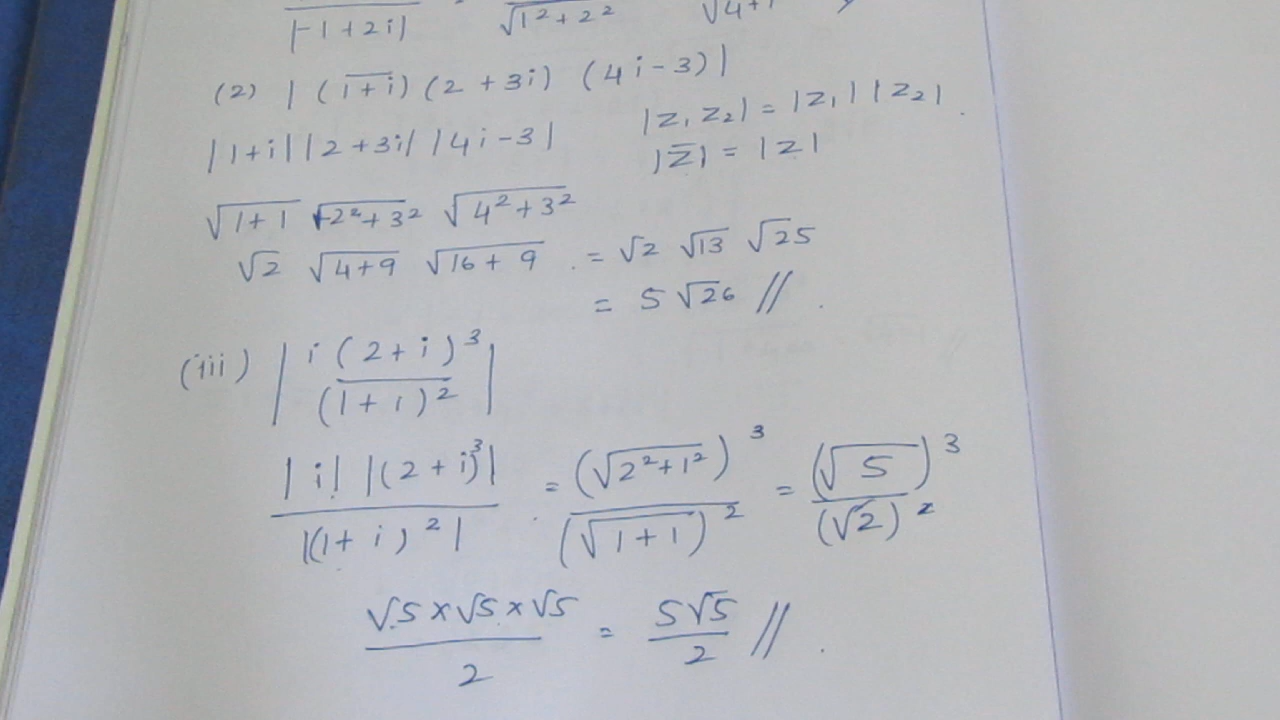 |-1+2i| √1²+2² √4+1
(2) | (1̅+̅i̅) (2+3i) (4i-3) |
|1+i| |2+3i| |4i-3| |z₁ z₂| = |z₁| |z₂|
|z̅| = |z|
√1+1 √2²+3² √4²+3²
√2 √4+9 √16+9 = √2 √13 √25
= 5 √26 //
(iii) | i (2+i)³ / (1+i)² |
|i| |(2+i)³| / |(1+i)²| = (√2²+1²)³ / (√1+1)² = (√5)³ / (√2)²
√5 × √5 × √5 / 2 = 5√5 / 2 //